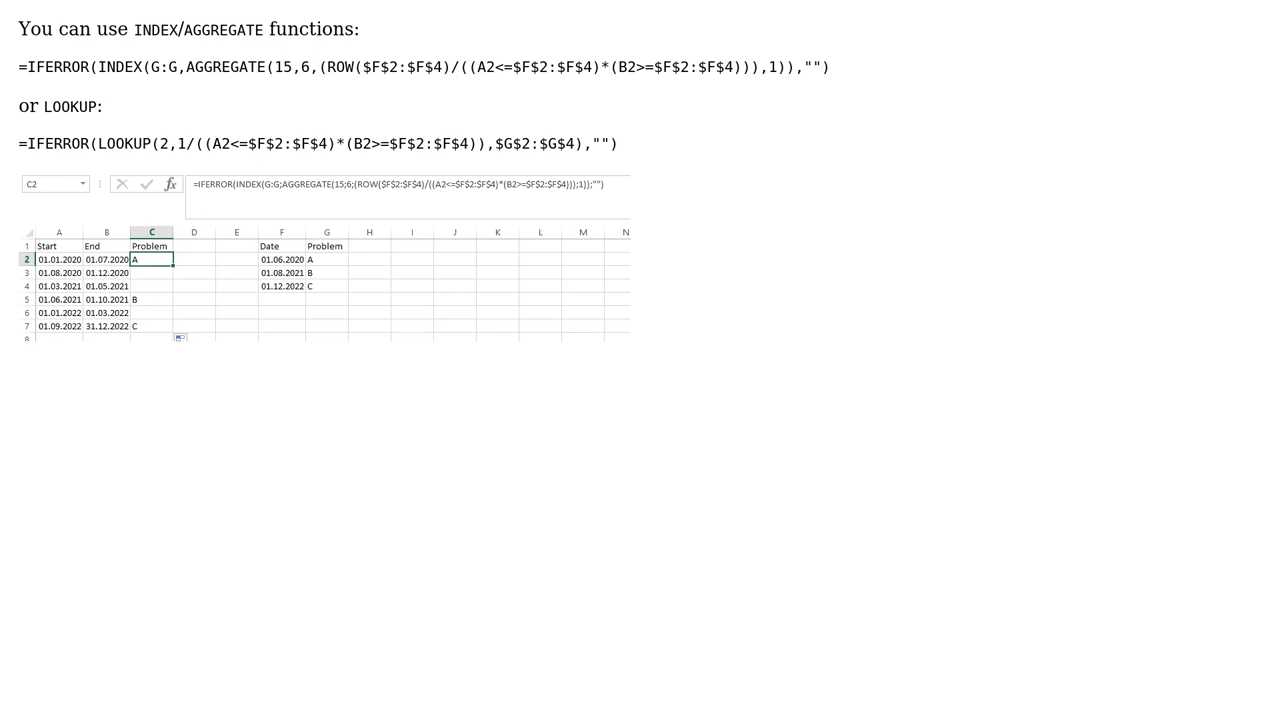 You can use INDEX/AGGREGATE functions:
=IFERROR(INDEX(G:G,AGGREGATE(15,6,(ROW($F$2:$F$4)/((A2<=$F$2:$F$4)*(B2>=$F$2:$F$4))),1)),"")
or LOOKUP:
=IFERROR(LOOKUP(2,1/((A2<=$F$2:$F$4)*(B2>=$F$2:$F$4)),$G$2:$G$4),"")
C2 fx =IFERROR(INDEX(G:G;AGGREGATE(15;6;(ROW($F$2:$F$4)/((A2<=$F$2:$F$4)*(B2>=$F$2:$F$4)));1));"")
A B C D E F G H I J K L M N
1 Start End Problem Date Problem
2 01.01.2020 01.07.2020 A 01.06.2020 A
3 01.08.2020 01.12.2020 01.08.2021 B
4 01.03.2021 01.05.2021 01.12.2022 C
5 01.06.2021 01.10.2021 B
6 01.01.2022 01.03.2022
7 01.09.2022 31.12.2022 C
8